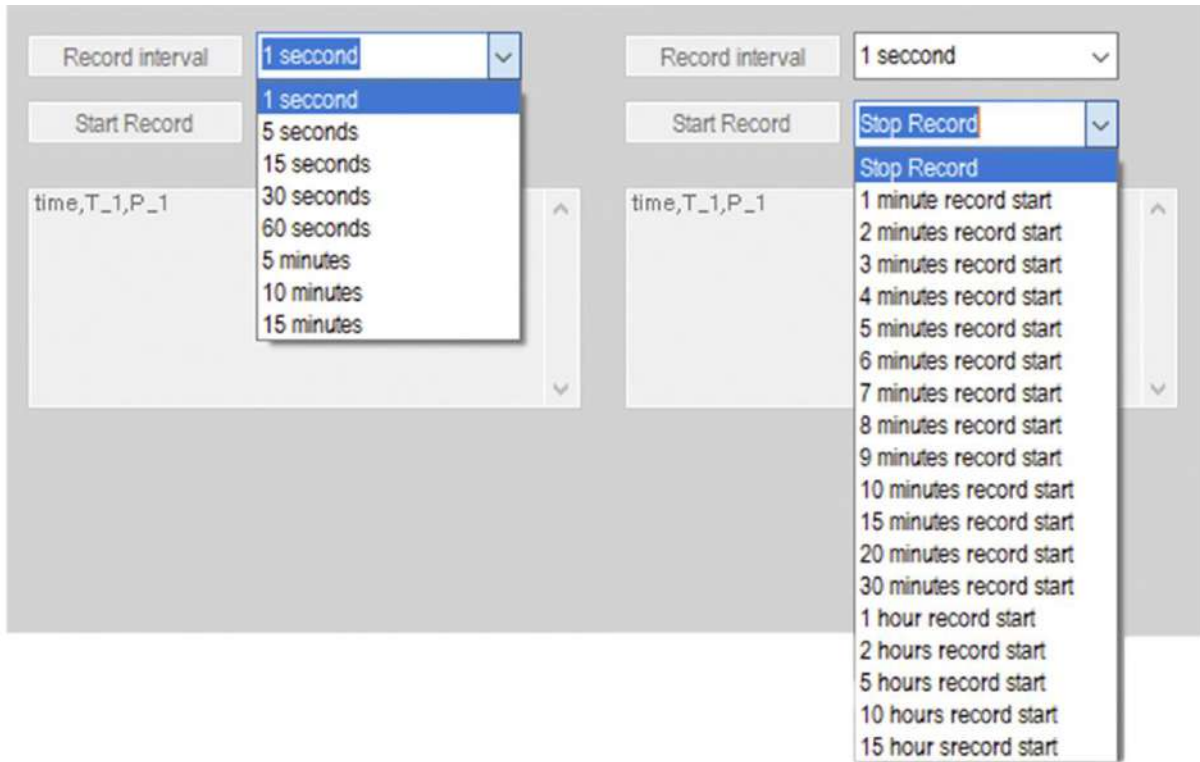 Record interval
1 seccond
1 seccond
5 seconds
15 seconds
30 seconds
60 seconds
5 minutes
10 minutes
15 minutes
Start Record
time,T_1,P_1
Record interval
1 seccond
Start Record
Stop Record
Stop Record
1 minute record start
2 minutes record start
3 minutes record start
4 minutes record start
5 minutes record start
6 minutes record start
7 minutes record start
8 minutes record start
9 minutes record start
10 minutes record start
15 minutes record start
20 minutes record start
30 minutes record start
1 hour record start
2 hours record start
5 hours record start
10 hours record start
15 hour srecord start
time,T_1,P_1